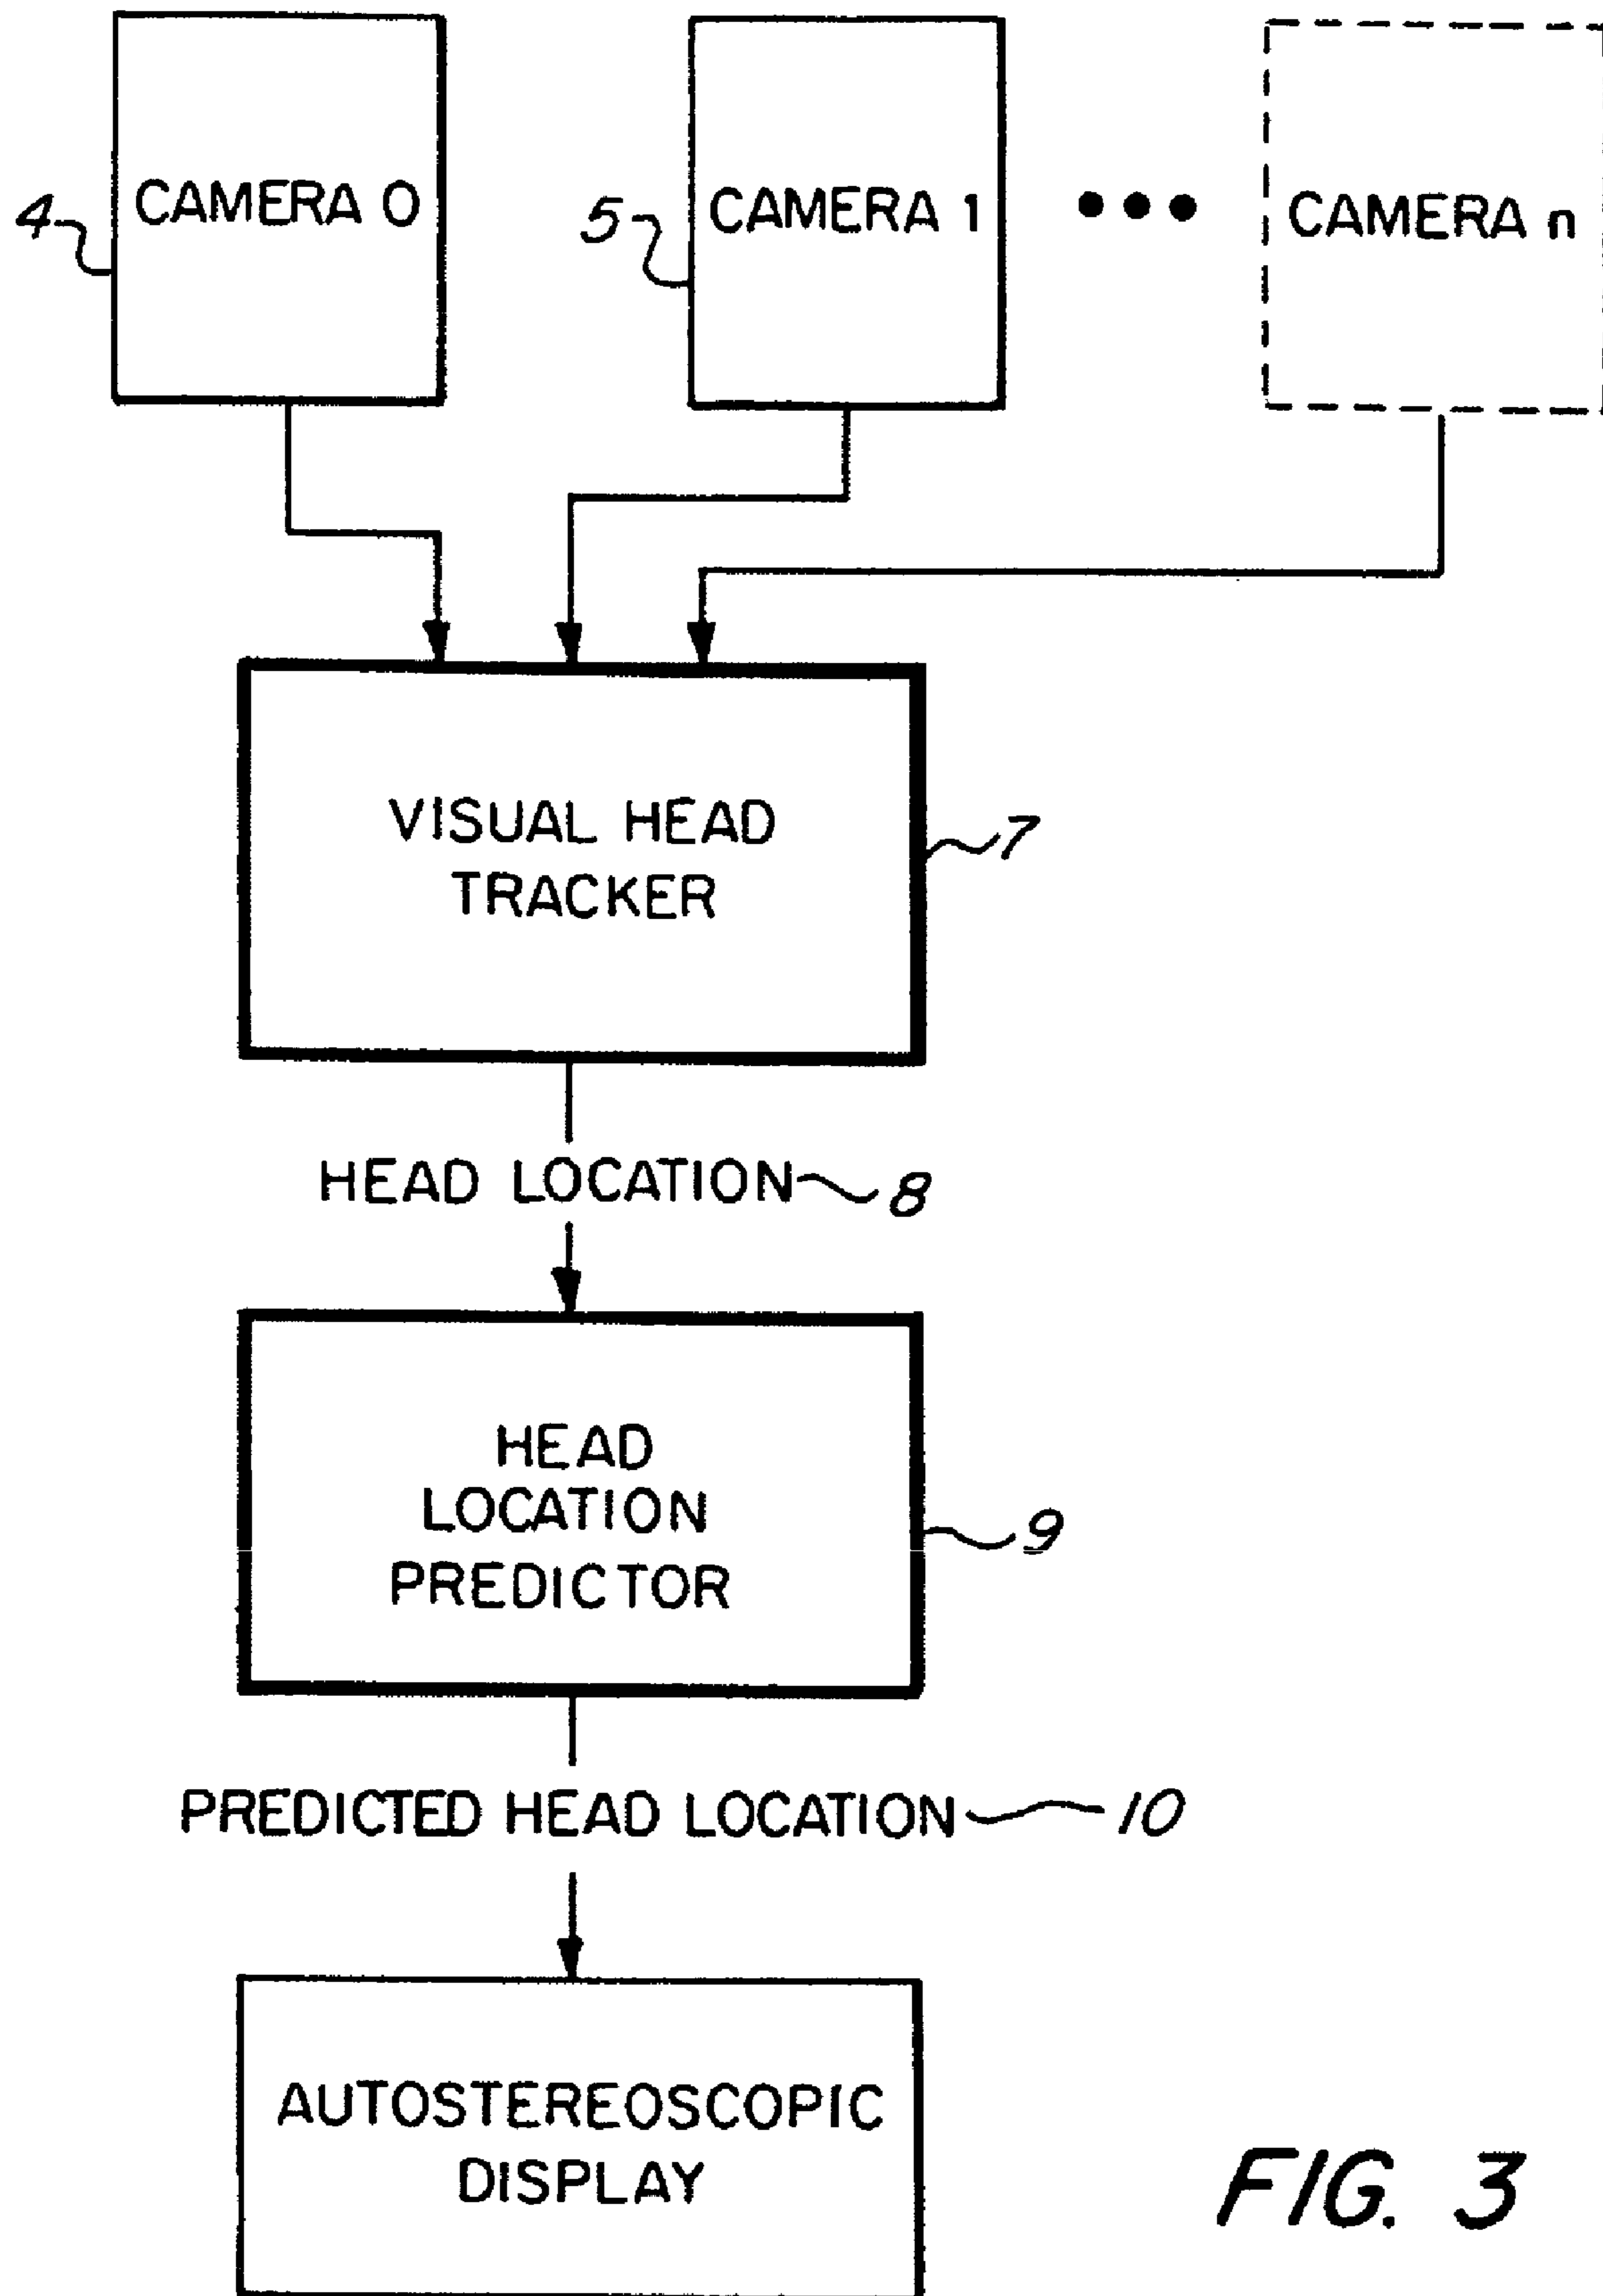 CAMERA 0
4
CAMERA 1
5
CAMERA n
VISUAL HEAD
TRACKER
7
HEAD LOCATION
8
HEAD
LOCATION
PREDICTOR
9
PREDICTED HEAD LOCATION
10
AUTOSTEREOSCOPIC
DISPLAY
FIG. 3